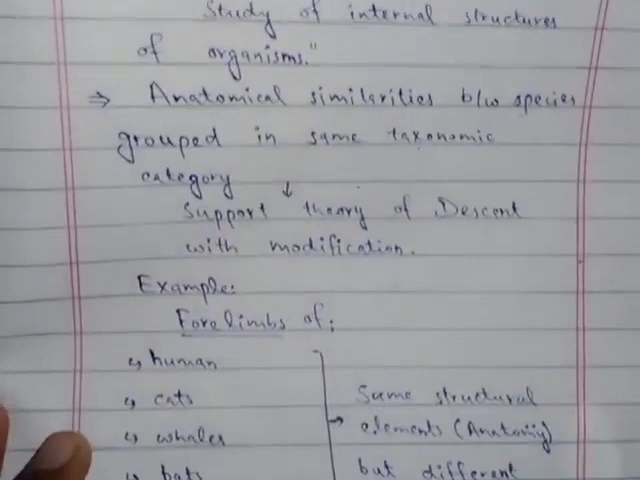 Study of internal structures
of organisms."
⇒ Anatomical similarities b/w species
grouped in same taxonomic
category
↓
support theory of Descent
with modification.
Example:
Forelimbs of:
↳ human
↳ cats
↳ whales
↳ bats
Same structural
elements (Anatomy)
but different